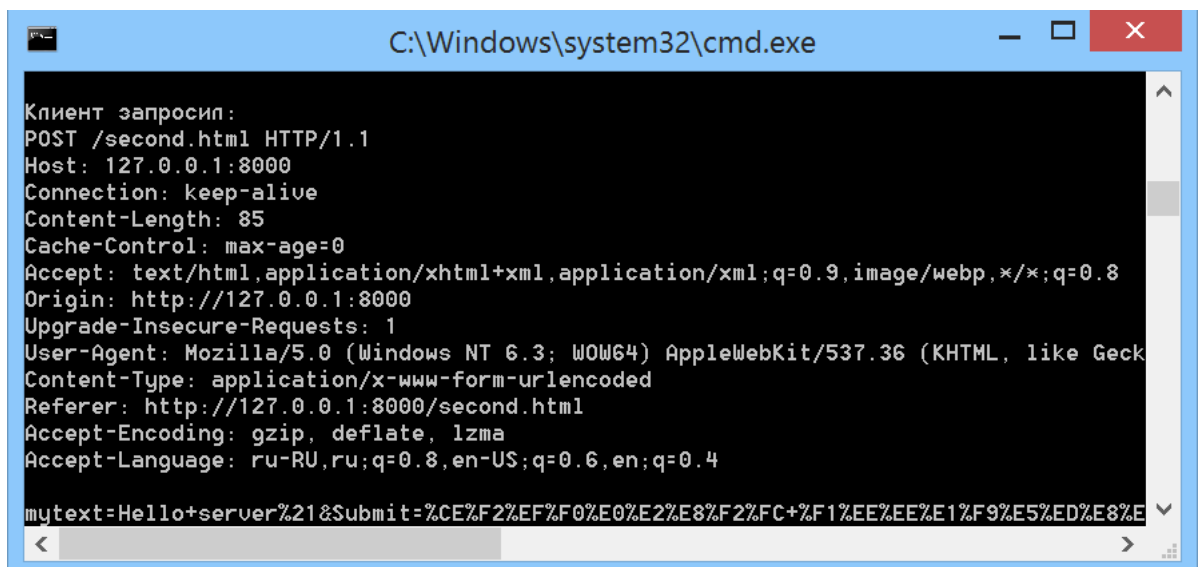 C:\Windows\system32\cmd.exe
Клиент запросил:
POST /second.html HTTP/1.1
Host: 127.0.0.1:8000
Connection: keep-alive
Content-Length: 85
Cache-Control: max-age=0
Accept: text/html,application/xhtml+xml,application/xml;q=0.9,image/webp,*/*;q=0.8
Origin: http://127.0.0.1:8000
Upgrade-Insecure-Requests: 1
User-Agent: Mozilla/5.0 (Windows NT 6.3; WOW64) AppleWebKit/537.36 (KHTML, like Geck
Content-Type: application/x-www-form-urlencoded
Referer: http://127.0.0.1:8000/second.html
Accept-Encoding: gzip, deflate, lzma
Accept-Language: ru-RU,ru;q=0.8,en-US;q=0.6,en;q=0.4
mytext=Hello+server%21&Submit=%CE%F2%EF%F0%E0%E2%E8%F2%FC+%F1%EE%EE%E1%F9%E5%ED%E8%E